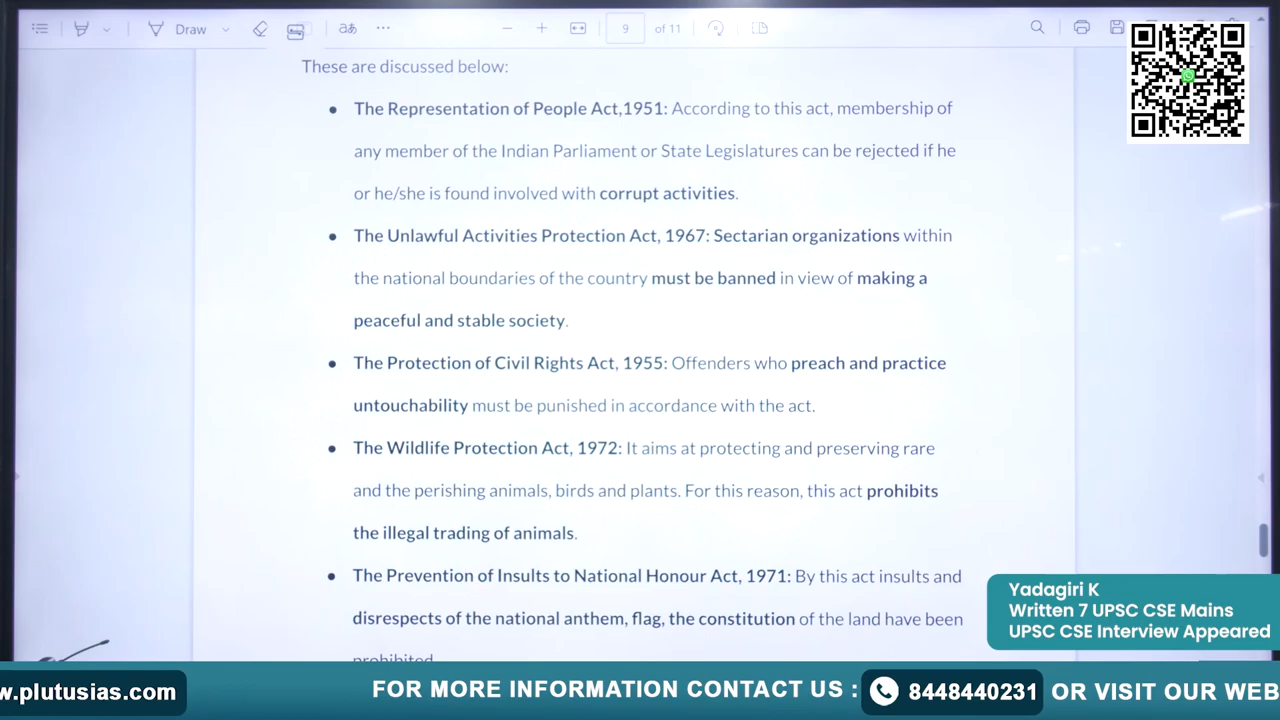 Draw
aあ
9
of 11
These are discussed below:
● The Representation of People Act,1951: According to this act, membership of
any member of the Indian Parliament or State Legislatures can be rejected if he
or he/she is found involved with corrupt activities.
● The Unlawful Activities Protection Act, 1967: Sectarian organizations within
the national boundaries of the country must be banned in view of making a
peaceful and stable society.
● The Protection of Civil Rights Act, 1955: Offenders who preach and practice
untouchability must be punished in accordance with the act.
● The Wildlife Protection Act, 1972: It aims at protecting and preserving rare
and the perishing animals, birds and plants. For this reason, this act prohibits
the illegal trading of animals.
● The Prevention of Insults to National Honour Act, 1971: By this act insults and
disrespects of the national anthem, flag, the constitution of the land have been
prohibited
Yadagiri K
Written 7 UPSC CSE Mains
UPSC CSE Interview Appeared
w.plutusias.com
FOR MORE INFORMATION CONTACT US : 8448440231 OR VISIT OUR WEB